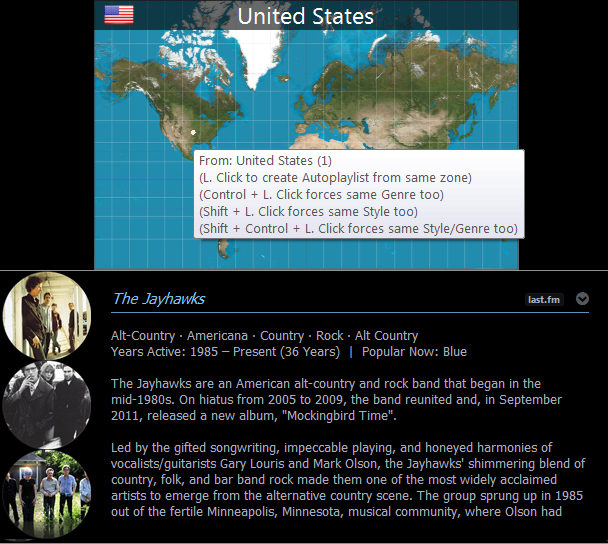 United States
From: United States (1)
(L. Click to create Autoplaylist from same zone)
(Control + L. Click forces same Genre too)
(Shift + L. Click forces same Style too)
(Shift + Control + L. Click forces same Style/Genre too)
The Jayhawks
last.fm
Alt-Country · Americana · Country · Rock · Alt Country
Years Active: 1985 – Present (36 Years) | Popular Now: Blue
The Jayhawks are an American alt-country and rock band that began in the
mid-1980s. On hiatus from 2005 to 2009, the band reunited and, in September
2011, released a new album, "Mockingbird Time".
Led by the gifted songwriting, impeccable playing, and honeyed harmonies of
vocalists/guitarists Gary Louris and Mark Olson, the Jayhawks' shimmering blend of
country, folk, and bar band rock made them one of the most widely acclaimed
artists to emerge from the alternative country scene. The group sprung up in 1985
out of the fertile Minneapolis, Minnesota, musical community, where Olson had